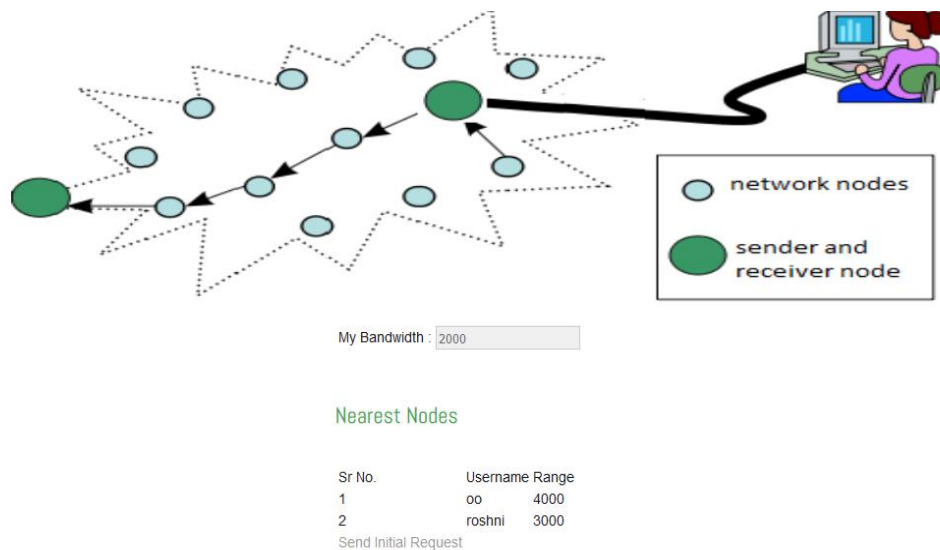 network nodes
sender and
receiver node
My Bandwidth : 2000
Nearest Nodes
Sr No. Username Range
1 oo 4000
2 roshni 3000
Send Initial Request